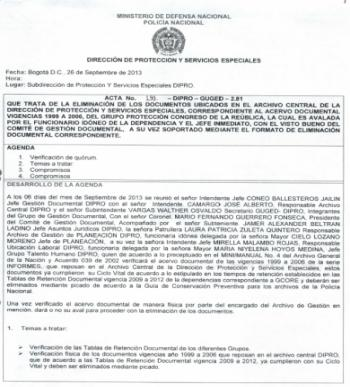 MINISTERIO DE DEFENSA NACIONAL
POLICÍA NACIONAL
DIRECCIÓN DE PROTECCIÓN Y SERVICIOS ESPECIALES
Fecha: Bogotá D.C., 26 de Septiembre de 2013
Hora:
Lugar: Subdirección de Protección Y Servicios Especiales DIPRO.
ACTA No. – DIPRO – GUGED – 2.81
QUE TRATA DE LA ELIMINACIÓN DE LOS DOCUMENTOS UBICADOS EN EL ARCHIVO CENTRAL DE LA
DIRECCIÓN DE PROTECCIÓN Y SERVICIOS ESPECIALES, CORRESPONDIENTE AL ACERVO DOCUMENTAL
VIGENCIAS 1999 A 2006, DEL GRUPO PROTECCIÓN CONGRESO DE LA REÚBLICA, LA CUAL ES AVALADA
POR EL FUNCIONARIO IDÓNEO DE LA DEPENDENCIA Y EL JEFE INMEDIATO, CON EL VISTO BUENO DEL
COMITÉ DE GESTIÓN DOCUMENTAL, A SU VEZ SOPORTADO MEDIANTE EL FORMATO DE ELIMINACIÓN
DOCUMENTAL CORRESPONDIENTE.
AGENDA
1. Verificación de quórum.
2. Temas a tratar:
3. Compromisos
4. Compromisos
DESARROLLO DE LA AGENDA
A los 06 días del mes de Septiembre de 2013 se reunió el señor Intendente Jefe CONEO BALLESTEROS JAILIN
Jefe Gestión Documental DIPRO con el señor Intendente, CAMARGO JOSÉ ALBERTO, Responsable Archivo
Central DIPRO y el señor Subintendente VARGAS WALTHER OSVALDO Secretario GUGED- DIPRO, Integrantes
del Grupo de Gestión Documental, Con el señor Coronel. MARIO FERNANDO GUERRERO FONSECA, Presidente
del Comité de Gestión Documental, Acompañado por el señor Subteniente JAMER ALEXANDER BELTRAN
LADINO Jefe Asuntos Jurídicos DIPRO, la señora Patrullera LAURA PATRICIA ZULETA QUINTERO Responsable
Archivo de Gestión de PLANEACIÓN DIPRO, funcionaria idónea delegada por la señora Mayor CIELO LOZANO
MORENO Jefe de PLANEACIÓN, a su vez la señora Intendente Jefe MIRELLA MALAMBO ROJAS, Responsable
Ubicación Laboral DIPRO, funcionaria delegada por la señora Mayor MARIA NIYELENA HOYOS MEDINA, Jefe
Grupo Talento Humano DIPRO, quien de acuerdo a lo preceptuado en el MINIMANUAL No. 4 del Archivo General
de la Nación y Acuerdo 039 de 2002 verificará el acervo documental de las vigencias 1999 a 2006 de la serie
INFORMES, que reposan en el Archivo Central de la Dirección de Protección y Servicios Especiales, estos
documentos ya cumplieron su Ciclo Vital de acuerdo a lo estipulado en los tiempos de retención establecidos en las
Tablas de Retención Documental vigencia 2009 a 2012 de la dependencias correspondiente a GCORE y deberán ser
eliminados mediante picado de acuerdo a la Guía de Conservación Preventiva para los archivos de la Policía
Nacional.
Una vez verificado el acervo documental de manera física por parte del encargado del Archivo de Gestión en
mención, dará o no su aval para proceder con la eliminación de los documentos.
1. Temas a tratar:
Verificación de las Tablas de Retención Documental de los diferentes Grupos.
Verificación física de los documentos vigencias año 1999 a 2006 que reposan en el archivo central DIPRO,
que de acuerdo a las Tablas de Retención Documental vigencia 2009 a 2012, ya cumplieron con su Ciclo
Vital y deben ser eliminados mediante picado.